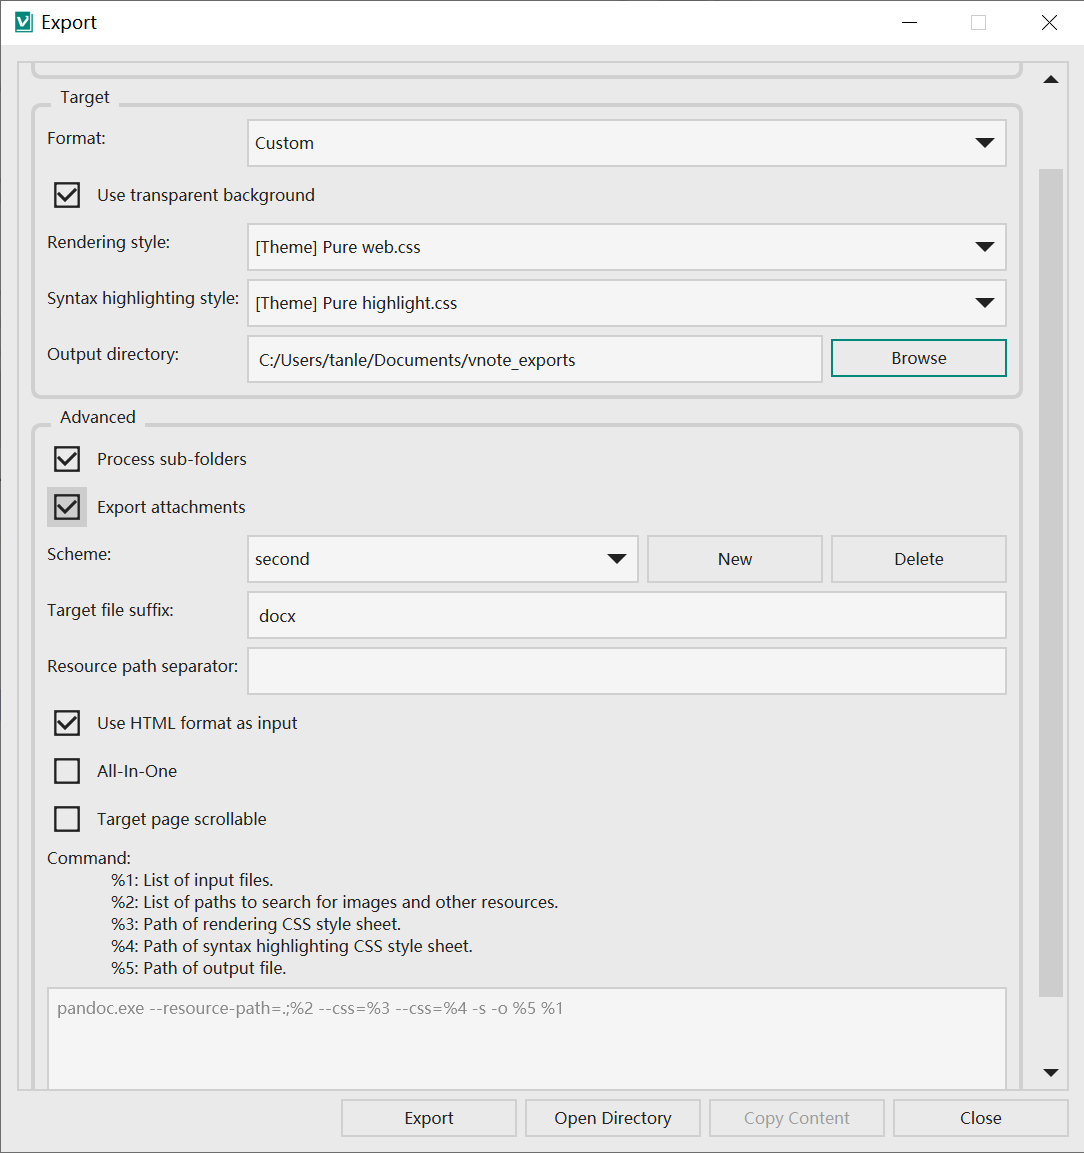 Export
Target
Format:
Custom
Use transparent background
Rendering style:
[Theme] Pure web.css
Syntax highlighting style:
[Theme] Pure highlight.css
Output directory:
C:/Users/tanle/Documents/vnote_exports
Browse
Advanced
Process sub-folders
Export attachments
Scheme:
second
New
Delete
Target file suffix:
docx
Resource path separator:
Use HTML format as input
All-In-One
Target page scrollable
Command:
%1: List of input files.
%2: List of paths to search for images and other resources.
%3: Path of rendering CSS style sheet.
%4: Path of syntax highlighting CSS style sheet.
%5: Path of output file.
pandoc.exe --resource-path=.;%2 --css=%3 --css=%4 -s -o %5 %1
Export
Open Directory
Copy Content
Close